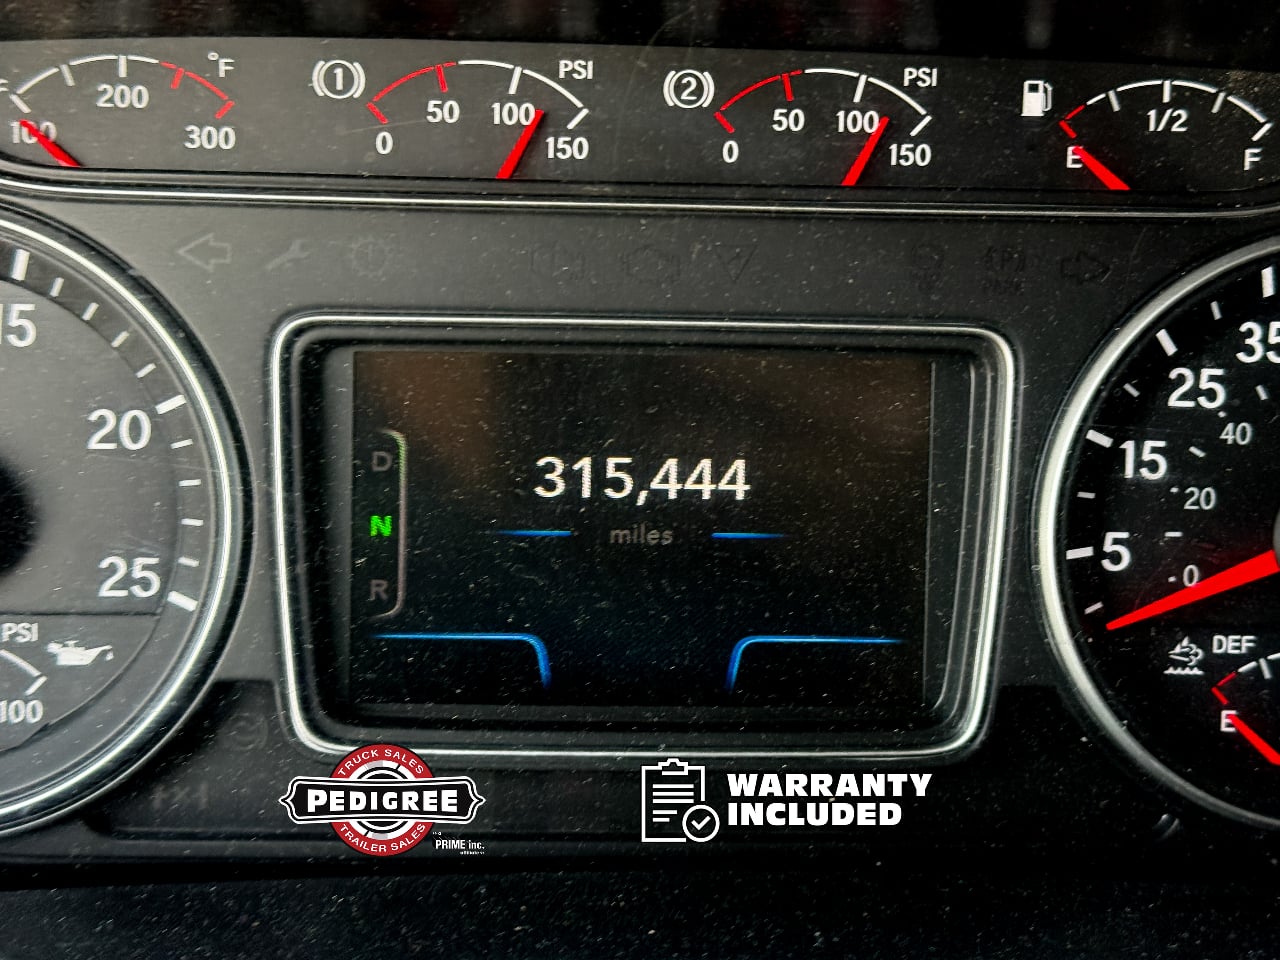 °F
100
200
300
1
PSI
0
50
100
150
2
PSI
0
50
100
150
E
1/2
F
15
20
25
PSI
100
D
N
R
315,444
miles
35
25
15
5
40
20
0
DEF
E
TRUCK SALES
PEDIGREE
TRAILER SALES
PRIME inc.
WARRANTY
INCLUDED